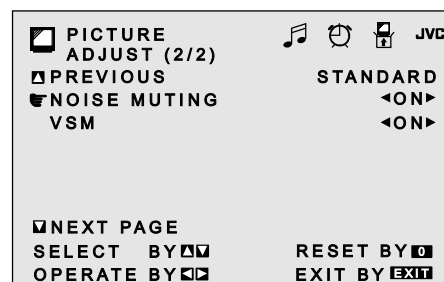 PICTURE
ADJUST (2/2)
JVC
PREVIOUS STANDARD
NOISE MUTING ◄ON►
VSM ◄ON►
NEXT PAGE
SELECT BY RESET BY 0
OPERATE BY EXIT BY EXIT